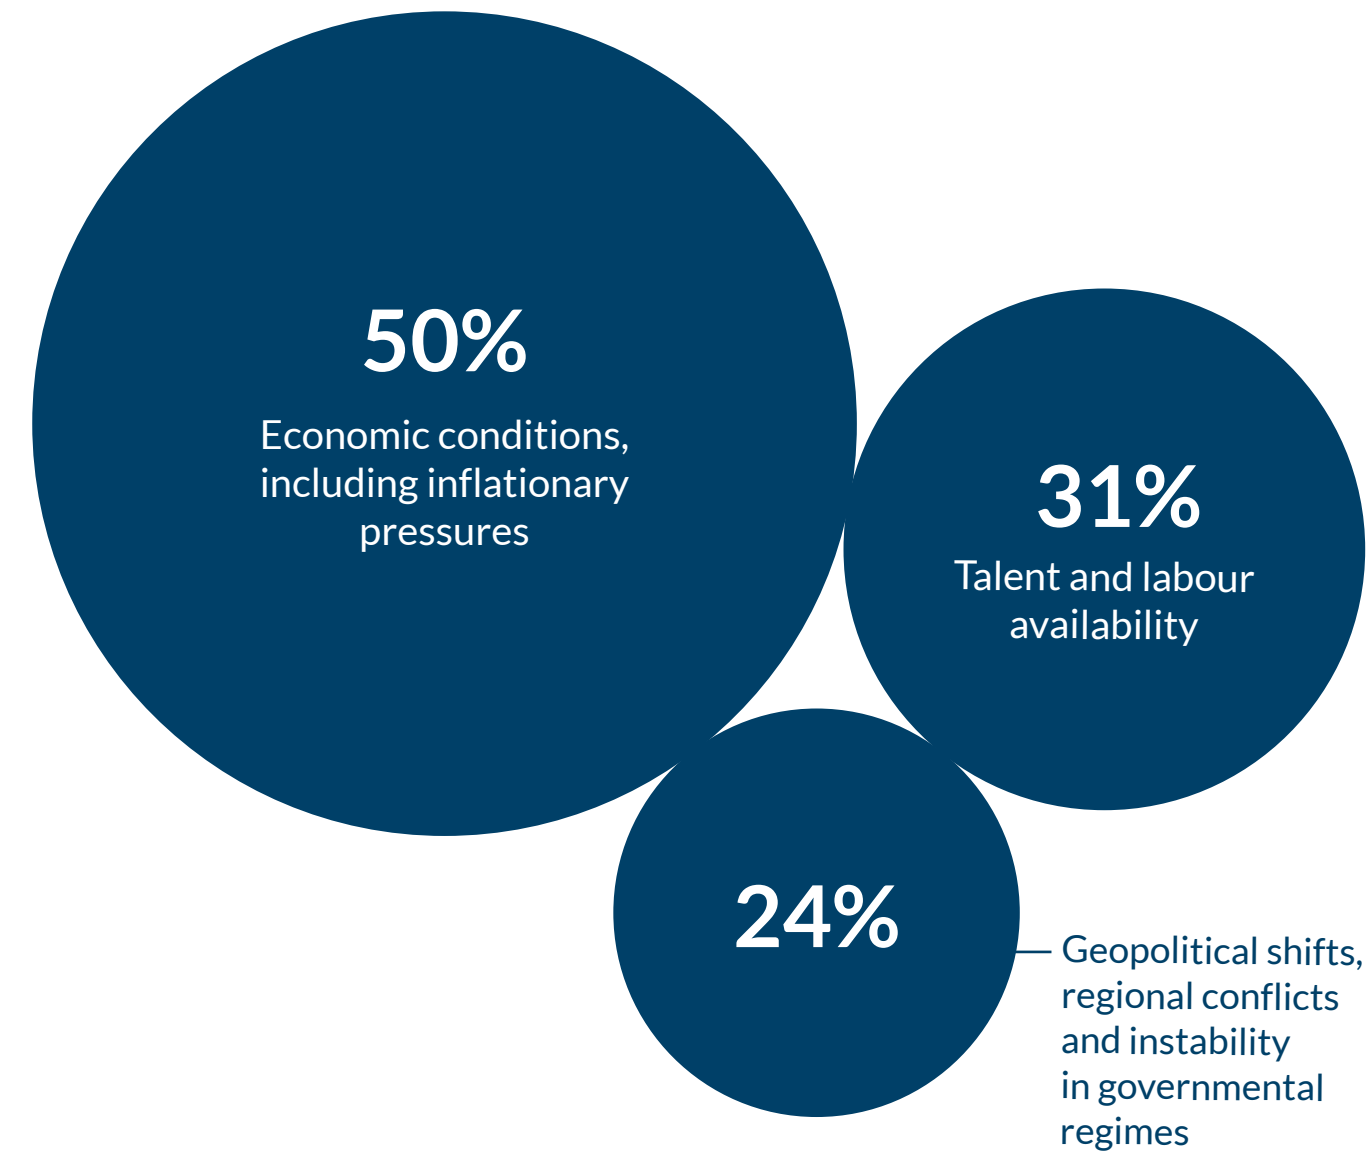 50%
Economic conditions,
including inflationary
pressures
31%
Talent and labour
availability
24%
Geopolitical shifts,
regional conflicts
and instability
in governmental
regimes